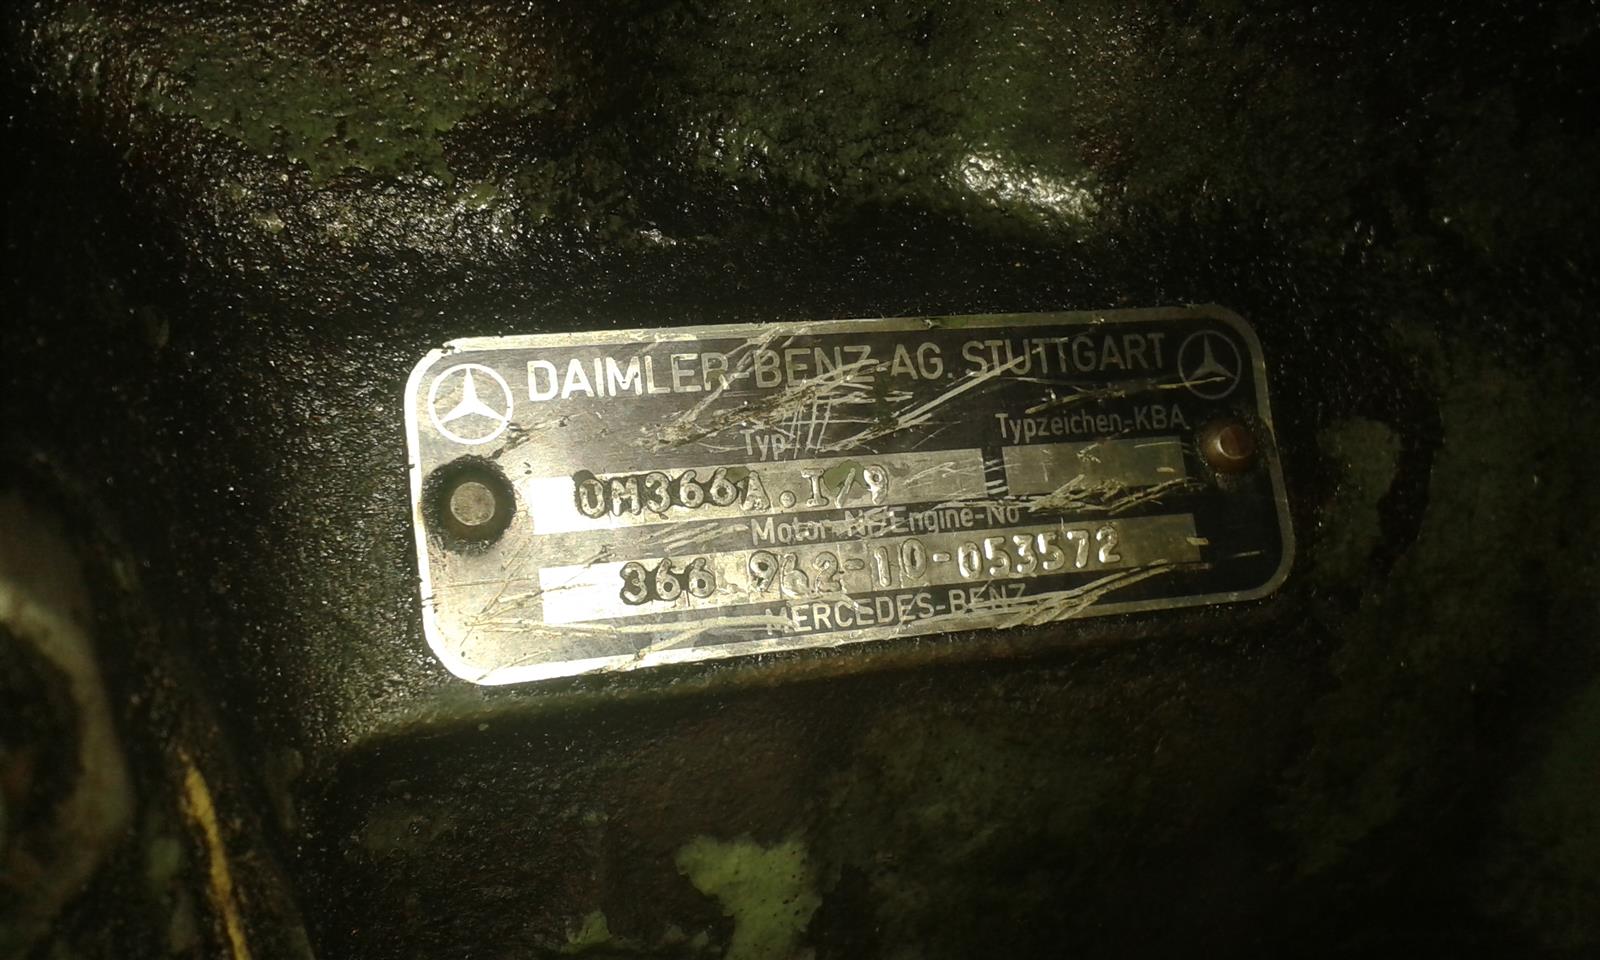 DAIMLER-BENZ-AG. STUTTGART
Typ Typzeichen-KBA
OM366A.I/9
Motor-Nr/Engine-No
366 962-10-053572
MERCEDES-BENZ